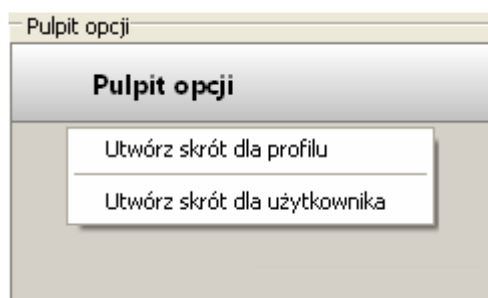 Pulpit opcji
Pulpit opcji
Utwórz skrót dla profilu
Utwórz skrót dla użytkownika